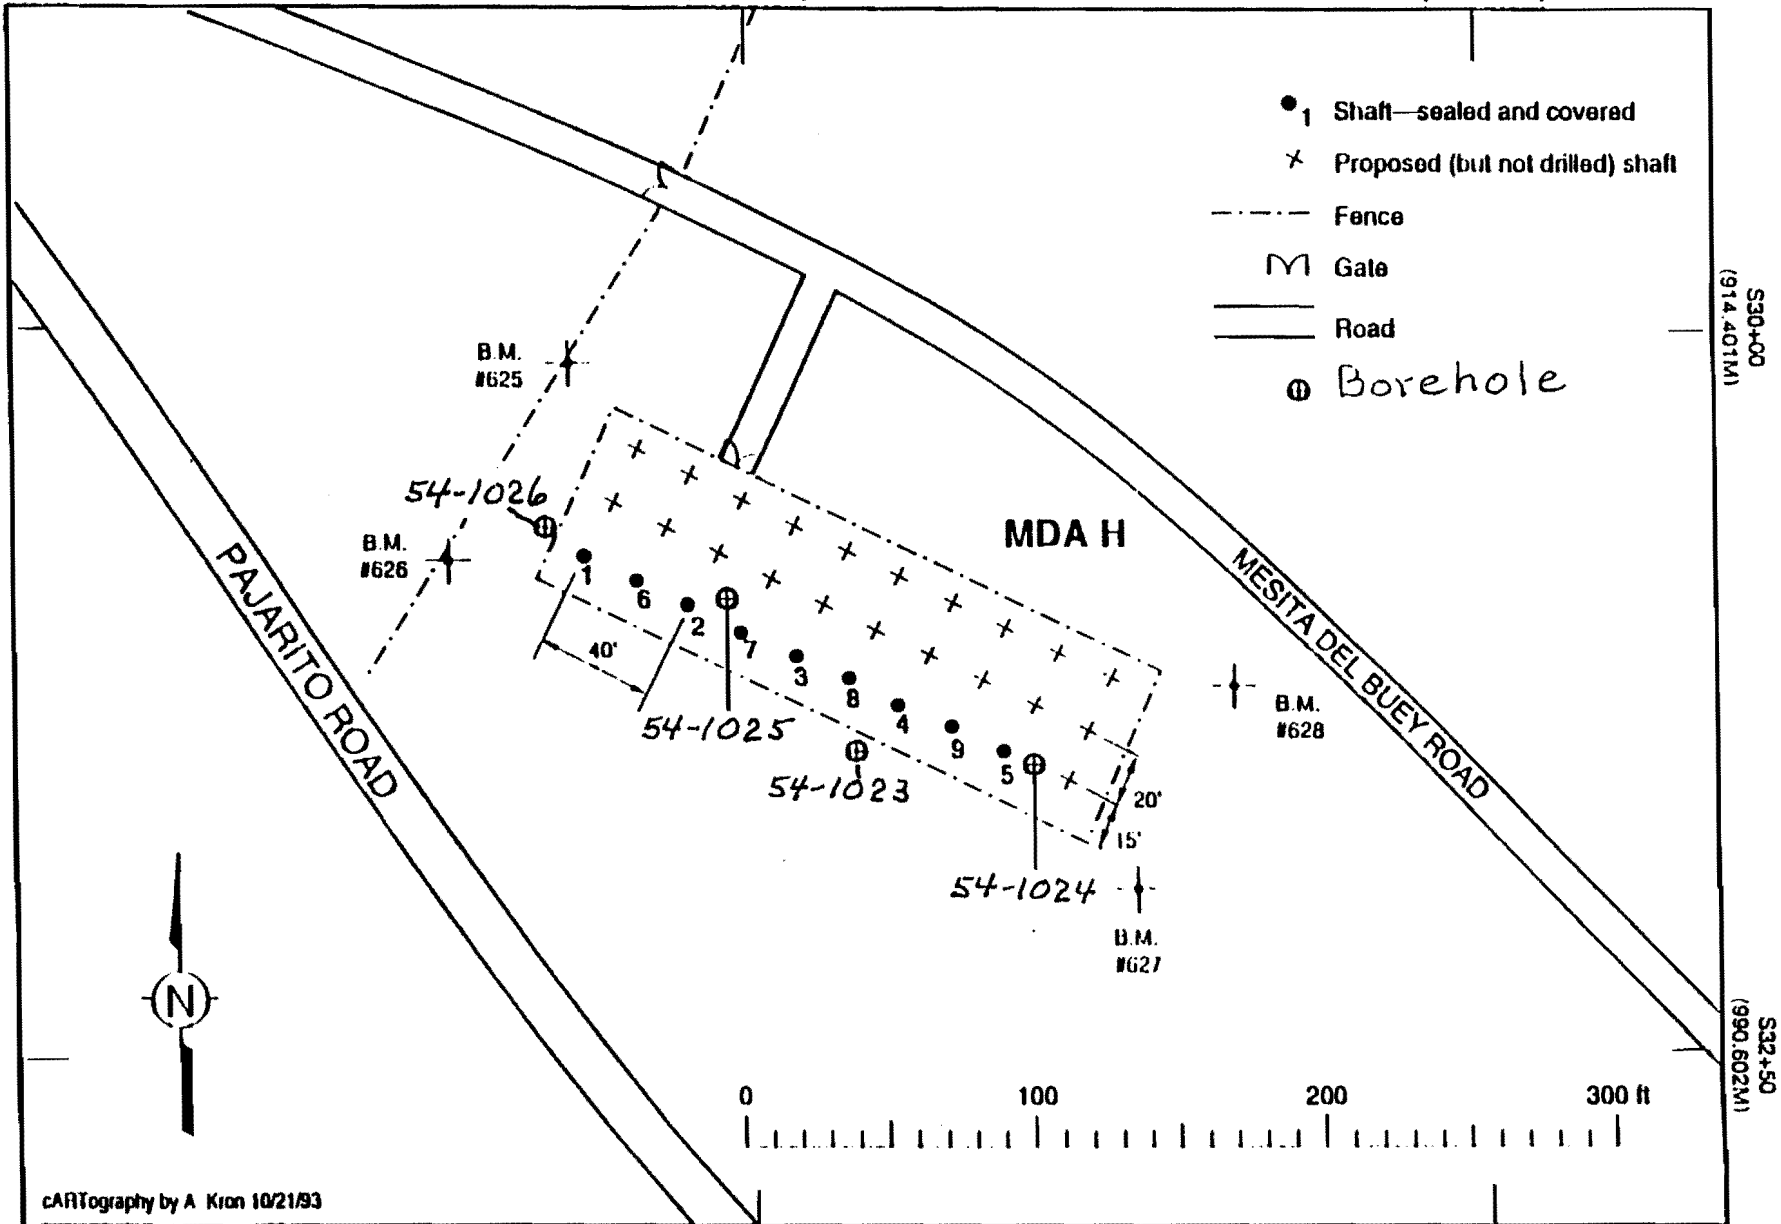 1 Shaft—sealed and covered
Proposed (but not drilled) shaft
Fence
Gate
Road
Borehole
S30+00
(914.401M)
B.M.
#625
54-1026
B.M.
#626
MDA H
1
6
2
7
3
8
4
9
5
40'
54-1025
54-1023
54-1024
20'
15'
B.M.
#628
B.M.
#627
PAJARITO ROAD
MESITA DEL BUEY ROAD
N
S32+50
(990.602M)
0 100 200 300 ft
cARTography by A Kron 10/21/93